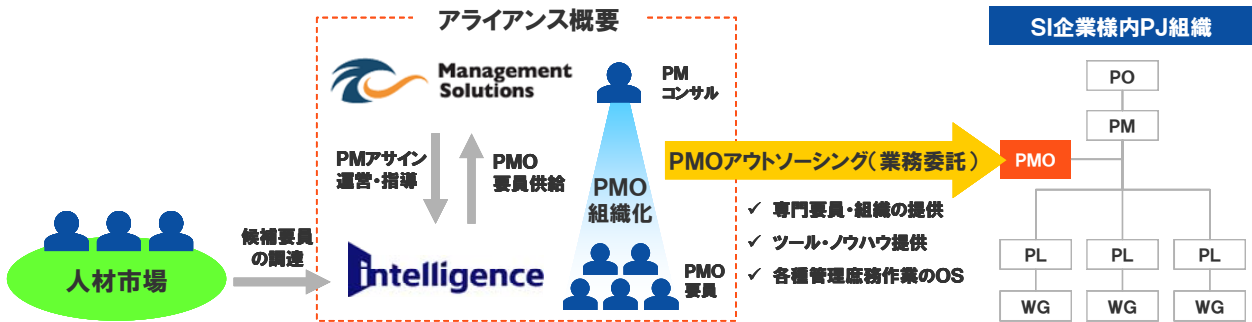 アライアンス概要
Management
Solutions
PM
コンサル
PMアサイン
運営・指導
PMO
要員供給
PMO
組織化
intelligence
PMO
要員
人材市場
候補要員
の調達
PMOアウトソーシング(業務委託)
✓ 専門要員・組織の提供
✓ ツール・ノウハウ提供
✓ 各種管理庶務作業のOS
SI企業様内PJ組織
PO
PM
PMO
PL PL PL
WG WG WG